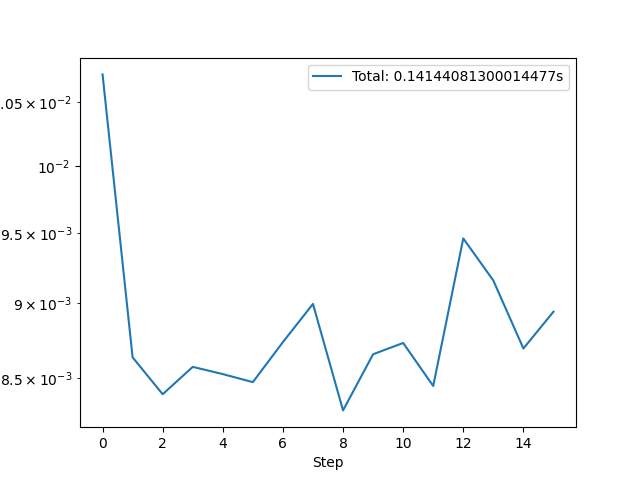 Total: 0.14144081300014477s
.05 × 10⁻²
10⁻²
9.5 × 10⁻³
9 × 10⁻³
8.5 × 10⁻³
0 2 4 6 8 10 12 14
Step